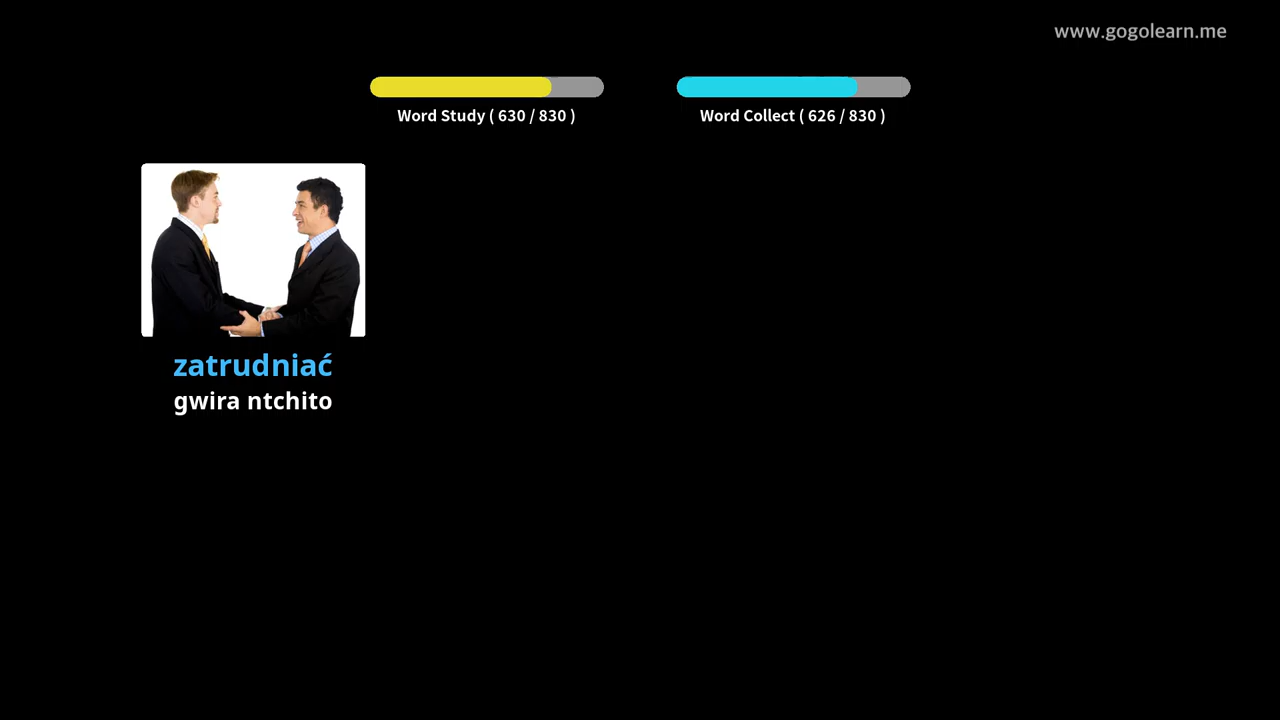 www.gogolearn.me
Word Study ( 630 / 830 )
Word Collect ( 626 / 830 )
zatrudniać
gwira ntchito